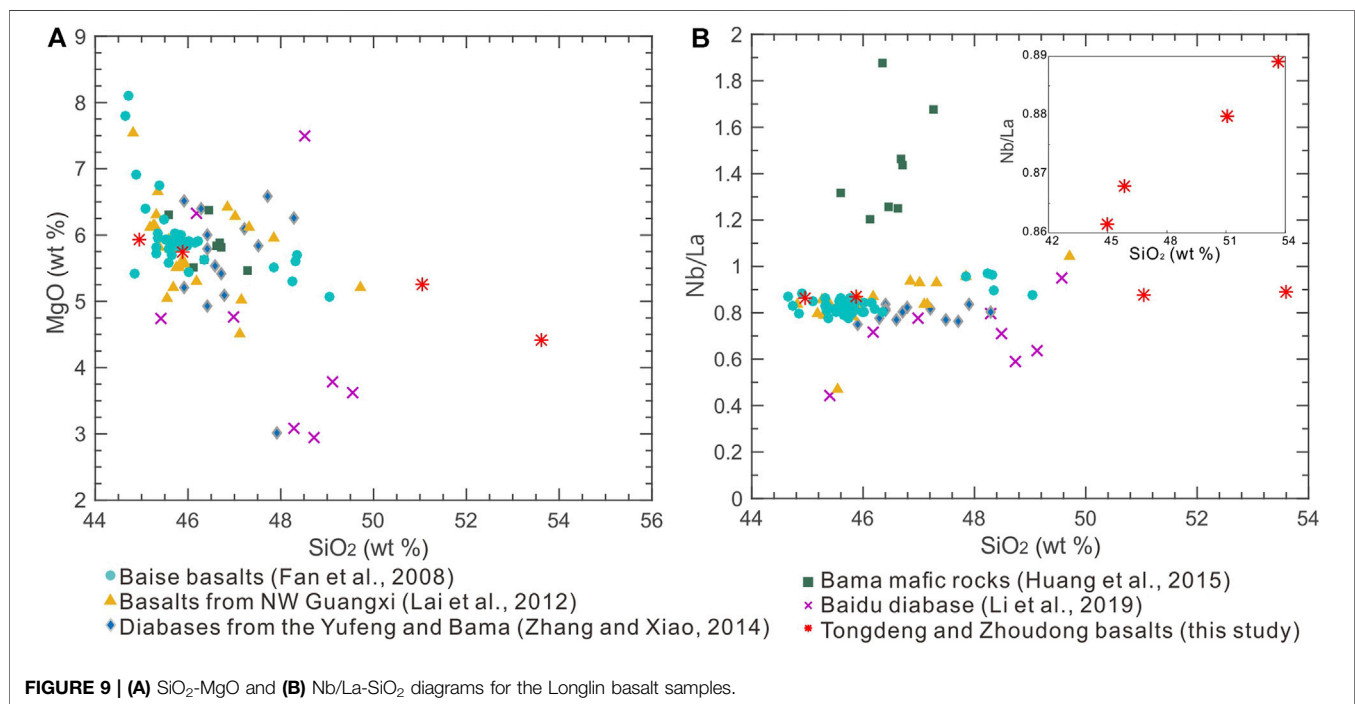 A
9
8
7
6
5
4
3
2
MgO (wt %)
44 46 48 50 52 54 56
SiO₂ (wt %)
B
2
1.8
1.6
1.4
1.2
1
0.8
0.6
0.4
0.2
0
Nb/La
44 46 48 50 52 54
SiO₂ (wt %)
0.89
0.88
0.87
0.86
Nb/La
42 45 48 51 54
SiO₂ (wt %)
Baise basalts (Fan et al., 2008)
Basalts from NW Guangxi (Lai et al., 2012)
Diabases from the Yufeng and Bama (Zhang and Xiao, 2014)
Bama mafic rocks (Huang et al., 2015)
Baidu diabase (Li et al., 2019)
Tongdeng and Zhoudong basalts (this study)
FIGURE 9 | (A) SiO₂-MgO and (B) Nb/La-SiO₂ diagrams for the Longlin basalt samples.